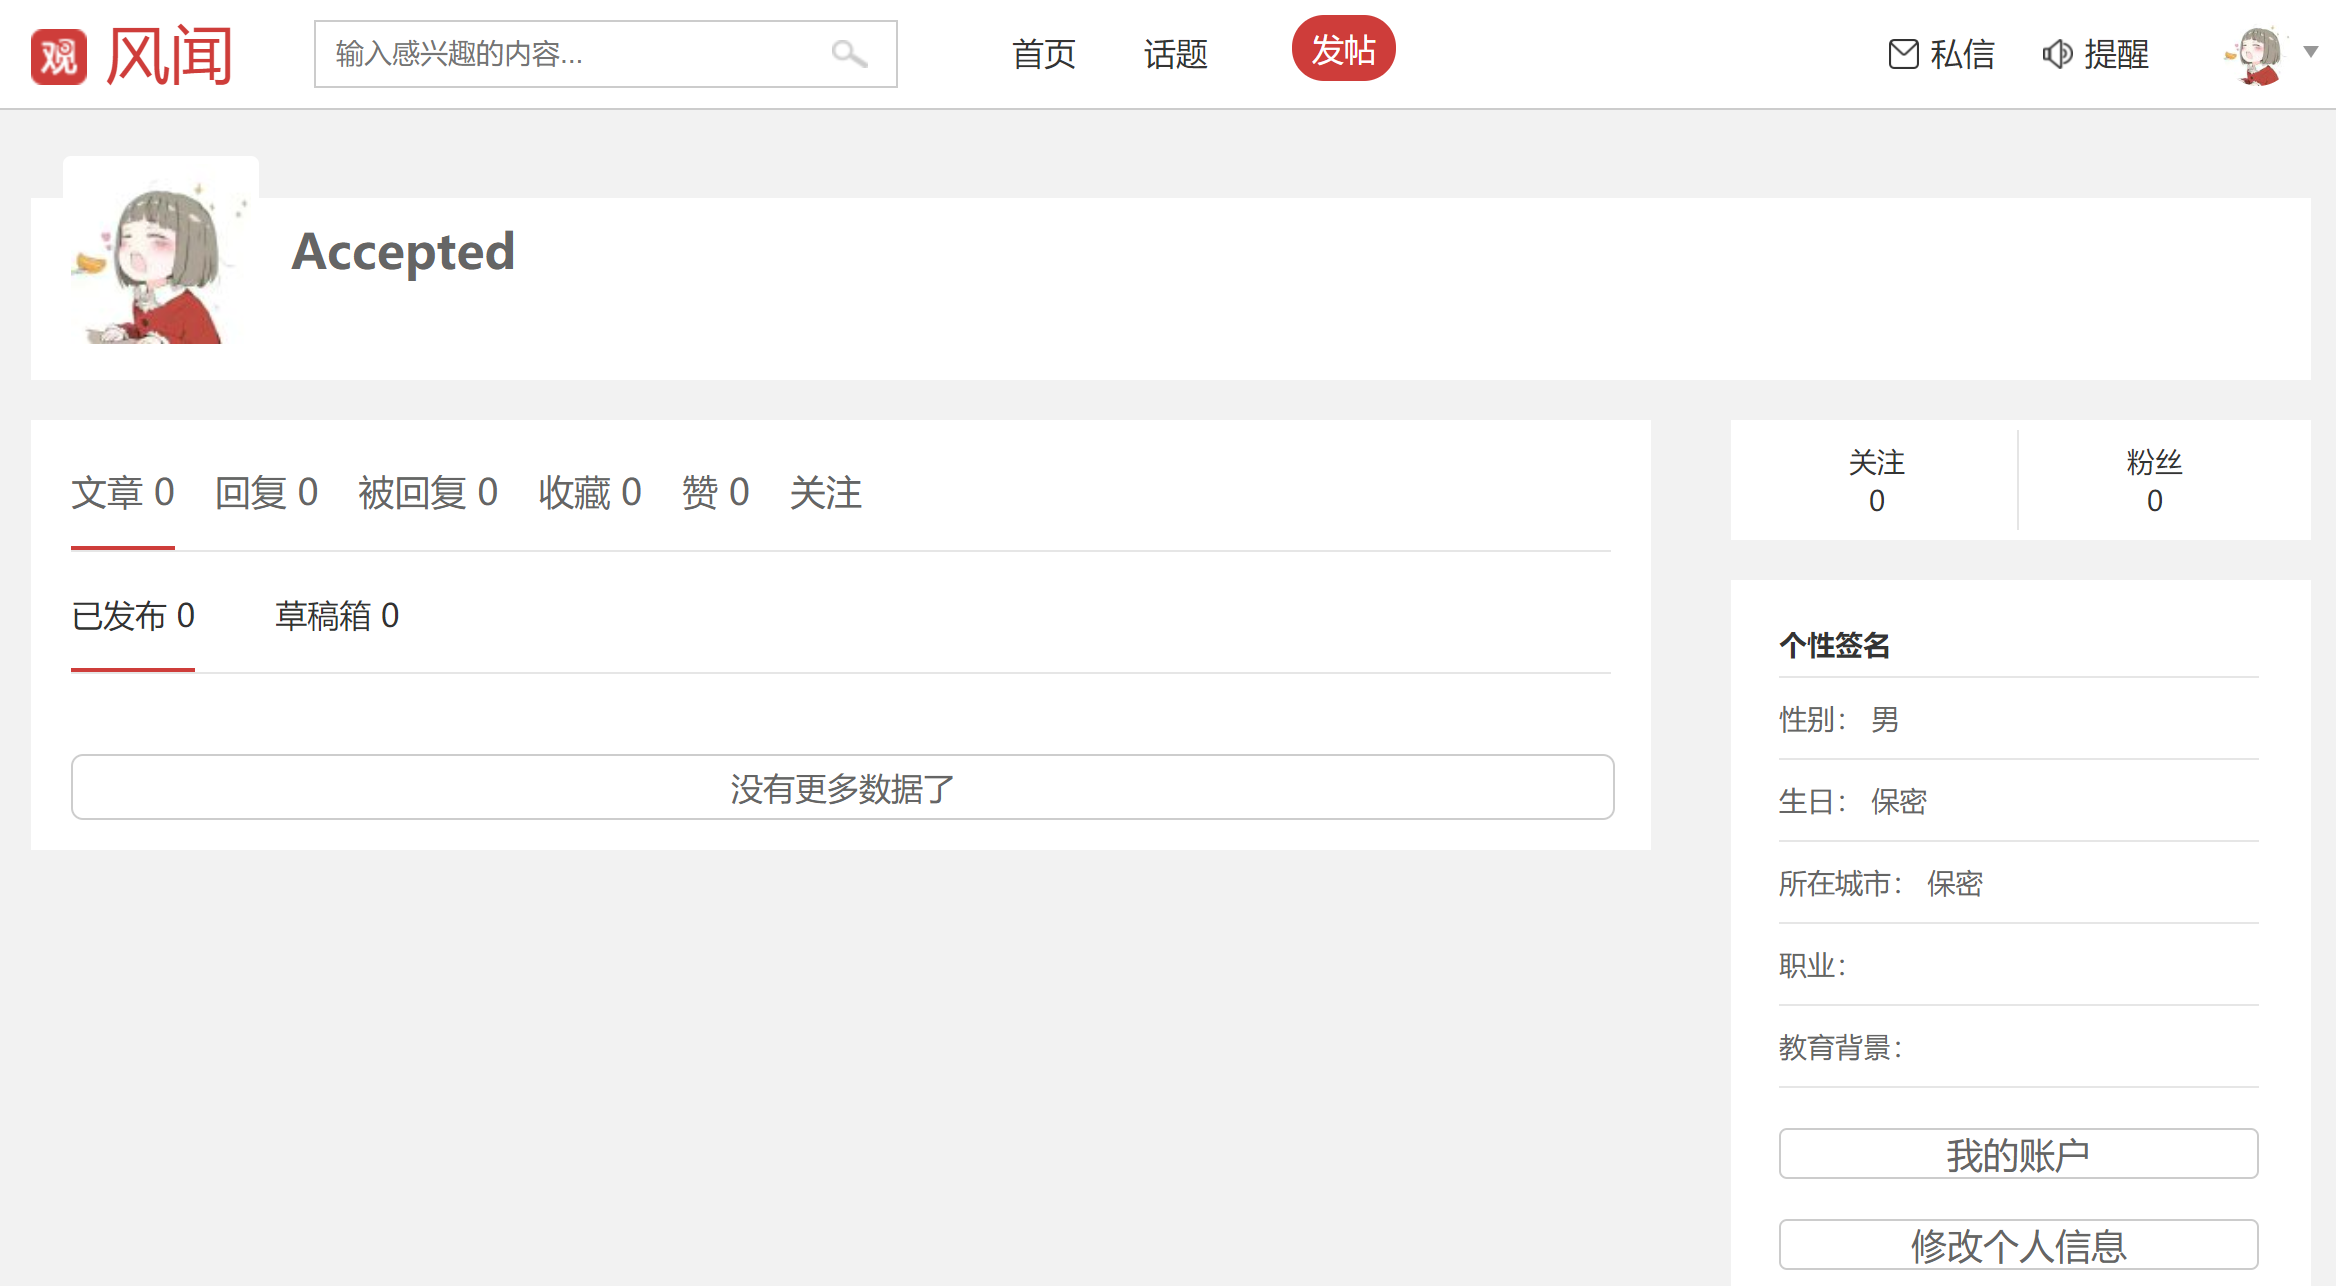 观 风闻
输入感兴趣的内容...
首页 话题 发帖
私信 提醒
Accepted
文章 0 回复 0 被回复 0 收藏 0 赞 0 关注
已发布 0 草稿箱 0
没有更多数据了
关注 粉丝
0 0
个性签名
性别： 男
生日： 保密
所在城市： 保密
职业：
教育背景：
我的账户
修改个人信息